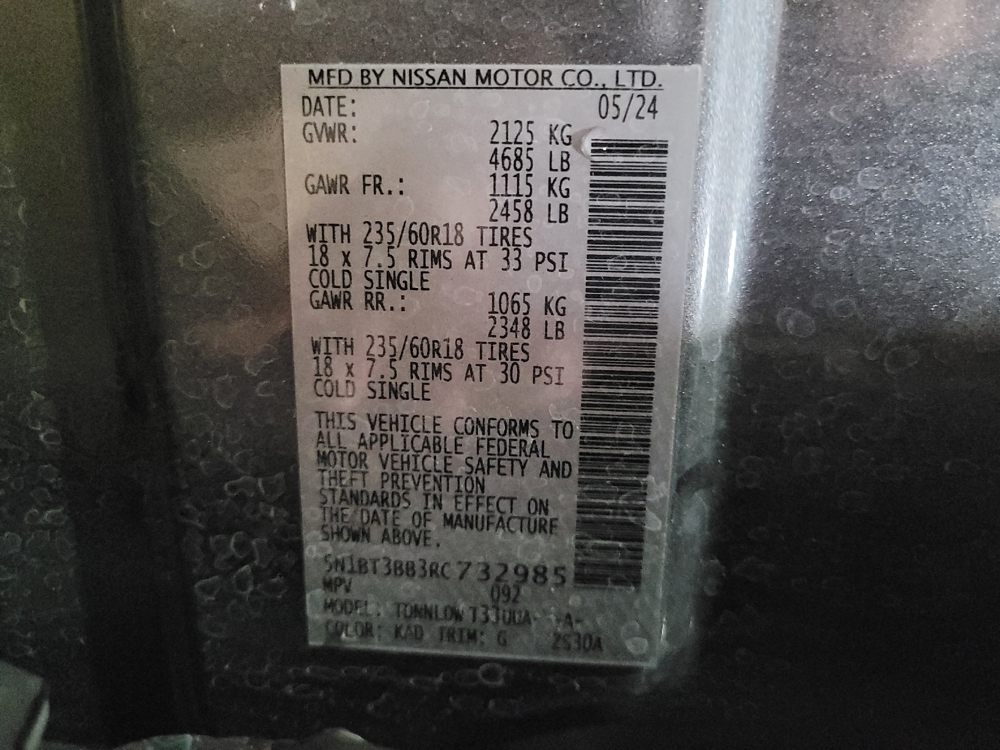 MFD BY NISSAN MOTOR CO., LTD.
DATE: 05/24
GVWR: 2125 KG
4685 LB
GAWR FR.: 1115 KG
2458 LB
WITH 235/60R18 TIRES
18 x 7.5 RIMS AT 33 PSI
COLD SINGLE
GAWR RR.: 1065 KG
2348 LB
WITH 235/60R18 TIRES
18 x 7.5 RIMS AT 30 PSI
COLD SINGLE
THIS VEHICLE CONFORMS TO
ALL APPLICABLE FEDERAL
MOTOR VEHICLE SAFETY AND
THEFT PREVENTION
STANDARDS IN EFFECT ON
THE DATE OF MANUFACTURE
SHOWN ABOVE.
5N1BT3BB3RC732985
MPV 092
MODEL:
COLOR: KAD TRIM: G